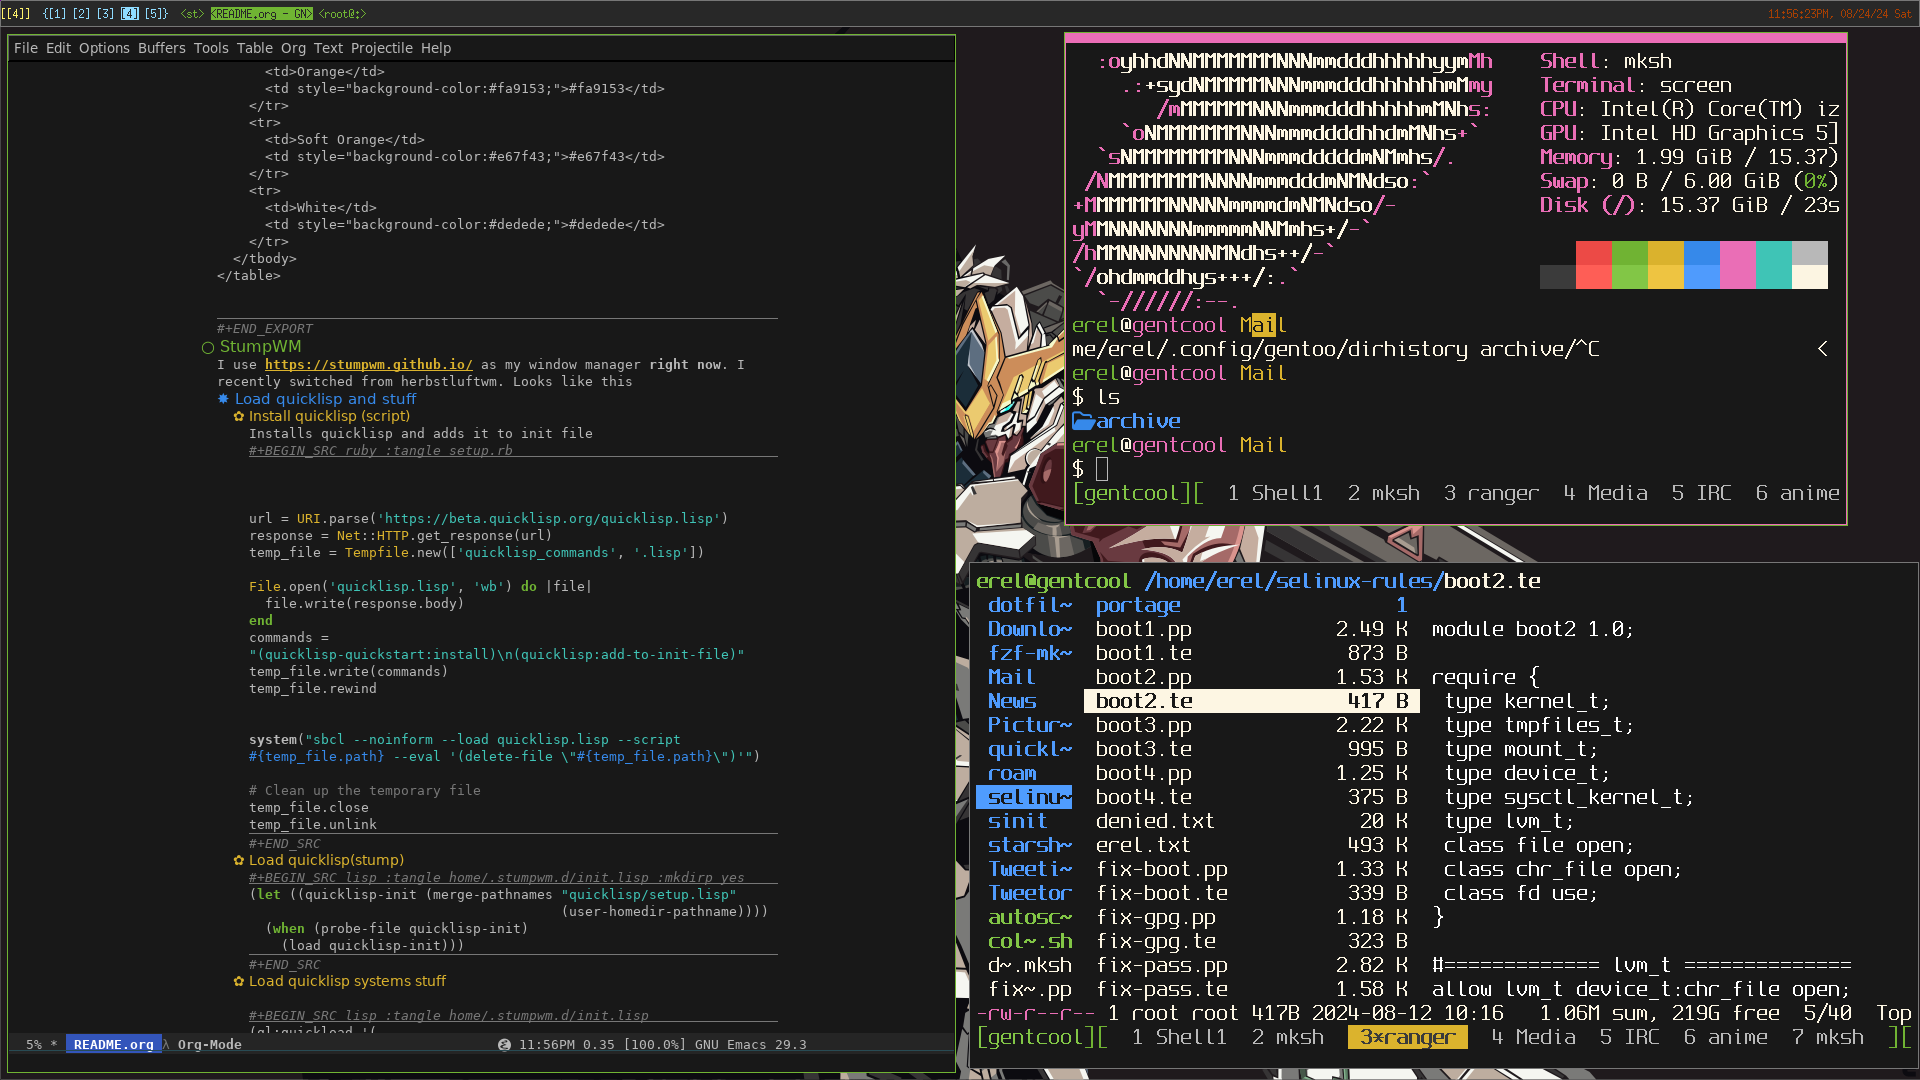 [[4]]  {[1] [2] [3] [4] [5]}  <st> <README.org - GN> <root@:>
11:56:23PM, 08/24/24 Sat
File Edit Options Buffers Tools Table Org Text Projectile Help
<td>Orange</td>
<td style="background-color:#fa9153;">#fa9153</td>
</tr>
<tr>
<td>Soft Orange</td>
<td style="background-color:#e67f43;">#e67f43</td>
</tr>
<tr>
<td>White</td>
<td style="background-color:#dedede;">#dedede</td>
</tr>
</tbody>
</table>
#+END_EXPORT
○ StumpWM
I use https://stumpwm.github.io/ as my window manager right now. I
recently switched from herbstluftwm. Looks like this
✸ Load quicklisp and stuff
✿ Install quicklisp (script)
Installs quicklisp and adds it to init file
#+BEGIN_SRC ruby :tangle setup.rb
url = URI.parse('https://beta.quicklisp.org/quicklisp.lisp')
response = Net::HTTP.get_response(url)
temp_file = Tempfile.new(['quicklisp_commands', '.lisp'])
File.open('quicklisp.lisp', 'wb') do |file|
file.write(response.body)
end
commands =
"(quicklisp-quickstart:install)\n(quicklisp:add-to-init-file)"
temp_file.write(commands)
temp_file.rewind
system("sbcl --noinform --load quicklisp.lisp --script
#{temp_file.path} --eval '(delete-file \"#{temp_file.path}\")'")
# Clean up the temporary file
temp_file.close
temp_file.unlink
#+END_SRC
✿ Load quicklisp(stump)
#+BEGIN_SRC lisp :tangle home/.stumpwm.d/init.lisp :mkdirp yes
(let ((quicklisp-init (merge-pathnames "quicklisp/setup.lisp"
(user-homedir-pathname))))
(when (probe-file quicklisp-init)
(load quicklisp-init)))
#+END_SRC
✿ Load quicklisp systems stuff
#+BEGIN_SRC lisp :tangle home/.stumpwm.d/init.lisp
(ql:quickload '(
5% * README.org λ Org-Mode
11:56PM 0.35 [100.0%] GNU Emacs 29.3
:oyhhdNNMMMMMMMNNNmmdddhhhhhyymMh    Shell: mksh
.:+sydNMMMMMMMNNNmmdddhhhhhhmMmy    Terminal: screen
/mMMMMMMNNNmmdddhhhhhmMNhs:    CPU: Intel(R) Core(TM) iz
`oNMMMMMMMNNNmmmddddhhdmMNhs+`    GPU: Intel HD Graphics 5]
`sNMMMMMMMMNNNmmmdddddmNMmhs/.    Memory: 1.99 GiB / 15.37)
/NMMMMMMMMNNNNmmmdddmNMNdso:`    Swap: 0 B / 6.00 GiB (0%)
+MMMMMMMNNNNNmmmmdmNMNdso/-    Disk (/): 15.37 GiB / 23s
yMMNNNNNNNmmmmmNNMmhs+/-`
/hMMNNNNNNNNMNdhs++/-`
`/ohdmmddhys+++/:.`
`-//////:--.
erel@gentcool Mail
me/erel/.config/gentoo/dirhistory archive/^C    <
erel@gentcool Mail
$ ls
archive
erel@gentcool Mail
$
[gentcool][  1 Shell1  2 mksh  3 ranger  4 Media  5 IRC  6 anime
erel@gentcool /home/erel/selinux-rules/boot2.te
dotfil~  portage  1
Downlo~  boot1.pp  2.49 K  module boot2 1.0;
fzf-mk~  boot1.te  873 B
Mail  boot2.pp  1.53 K  require {
News  boot2.te  417 B  type kernel_t;
Pictur~  boot3.pp  2.22 K  type tmpfiles_t;
quickl~  boot3.te  995 B  type mount_t;
roam  boot4.pp  1.25 K  type device_t;
selinu~  boot4.te  375 B  type sysctl_kernel_t;
sinit  denied.txt  20 K  type lvm_t;
starsh~  erel.txt  493 K  class file open;
Tweeti~  fix-boot.pp  1.33 K  class chr_file open;
Tweetor  fix-boot.te  339 B  class fd use;
autosc~  fix-gpg.pp  1.18 K  }
col~.sh  fix-gpg.te  323 B
d~.mksh  fix-pass.pp  2.82 K  #============= lvm_t ==============
fix~.pp  fix-pass.te  1.58 K  allow lvm_t device_t:chr_file open;
-rw-r--r-- 1 root root 417B 2024-08-12 10:16   1.06M sum, 219G free  5/40  Top
[gentcool][  1 Shell1  2 mksh  3*ranger  4 Media  5 IRC  6 anime  7 mksh  ][